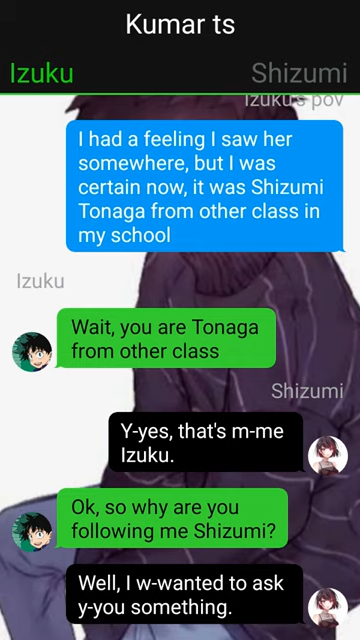 Kumar ts
Izuku
Shizumi
Izuku's pov
I had a feeling I saw her
somewhere, but I was
certain now, it was Shizumi
Tonaga from other class in
my school
Izuku
Wait, you are Tonaga
from other class
Shizumi
Y-yes, that's m-me
Izuku.
Ok, so why are you
following me Shizumi?
Well, I w-wanted to ask
y-you something.